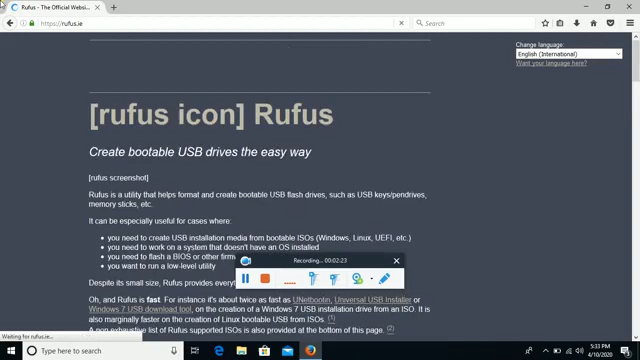 Rufus - The Official Websi...
https://rufus.ie
Search
Change language:
English (International)
Want your language here?
[rufus icon] Rufus
Create bootable USB drives the easy way
[rufus screenshot]
Rufus is a utility that helps format and create bootable USB flash drives, such as USB keys/pendrives,
memory sticks, etc.
It can be especially useful for cases where:
you need to create USB installation media from bootable ISOs (Windows, Linux, UEFI, etc.)
you need to work on a system that doesn't have an OS installed
you need to flash a BIOS or other firm
you want to run a low-level utility
Recording... 00:02:23
Despite its small size, Rufus provides everyt
Oh, and Rufus is fast. For instance it's about twice as fast as UNetbootin, Universal USB Installer or
Windows 7 USB download tool, on the creation of a Windows 7 USB installation drive from an ISO. It is
also marginally faster on the creation of Linux bootable USB from ISOs. (1)
A non exhaustive list of Rufus supported ISOs is also provided at the bottom of this page. (2)
Waiting for rufus.ie...
Type here to search
5:33 PM
4/10/2020